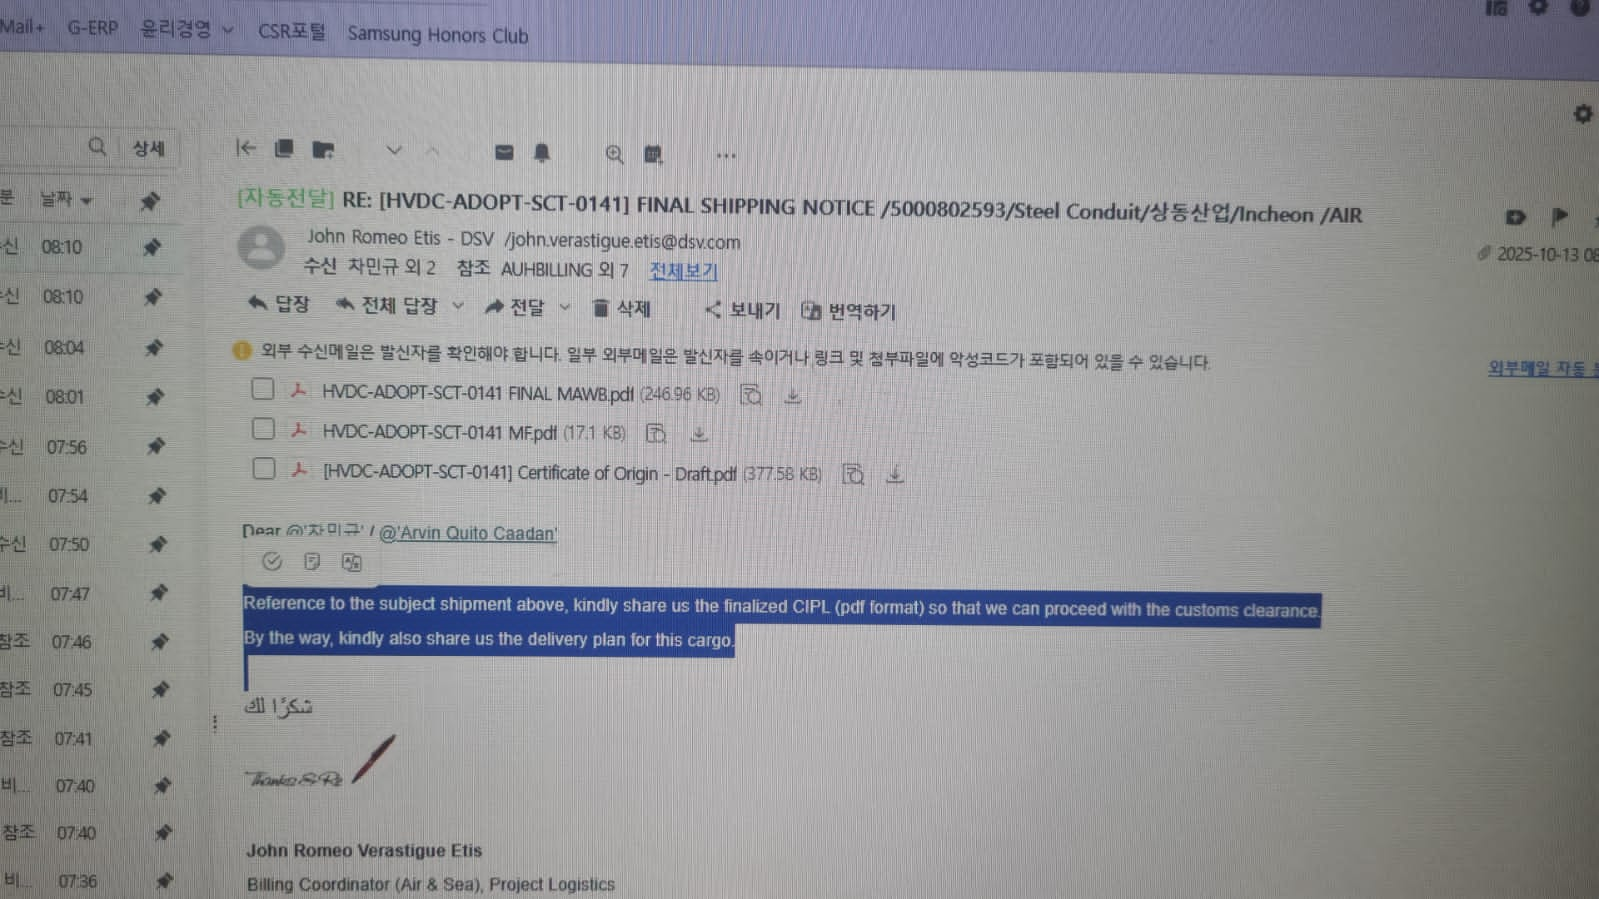 Mail+ G-ERP 윤리경영 CSR포털 Samsung Honors Club
상세
분 날짜
수신 08:10
수신 08:10
수신 08:04
수신 08:01
수신 07:56
비... 07:54
수신 07:50
비... 07:47
참조 07:46
참조 07:45
참조 07:41
비... 07:40
참조 07:40
비... 07:36
[자동전달] RE: [HVDC-ADOPT-SCT-0141] FINAL SHIPPING NOTICE /5000802593/Steel Conduit/상동산업/Incheon /AIR
John Romeo Etis - DSV /john.verastigue.etis@dsv.com
2025-10-13 08
수신 차민규 외 2 참조 AUHBILLING 외 7 전체보기
답장 전체 답장 전달 삭제 보내기 번역하기
외부 수신메일은 발신자를 확인해야 합니다. 일부 외부메일은 발신자를 속이거나 링크 및 첨부파일에 악성코드가 포함되어 있을 수 있습니다.
외부메일 자동
HVDC-ADOPT-SCT-0141 FINAL MAWB.pdf (246.96 KB)
HVDC-ADOPT-SCT-0141 MF.pdf (17.1 KB)
[HVDC-ADOPT-SCT-0141] Certificate of Origin - Draft.pdf (377.58 KB)
Dear @'차민규' / @'Arvin Quito Caadan'
Reference to the subject shipment above, kindly share us the finalized CIPL (pdf format) so that we can proceed with the customs clearance.
By the way, kindly also share us the delivery plan for this cargo.
شكرًا لك
Thanks & Re
John Romeo Verastigue Etis
Billing Coordinator (Air & Sea), Project Logistics